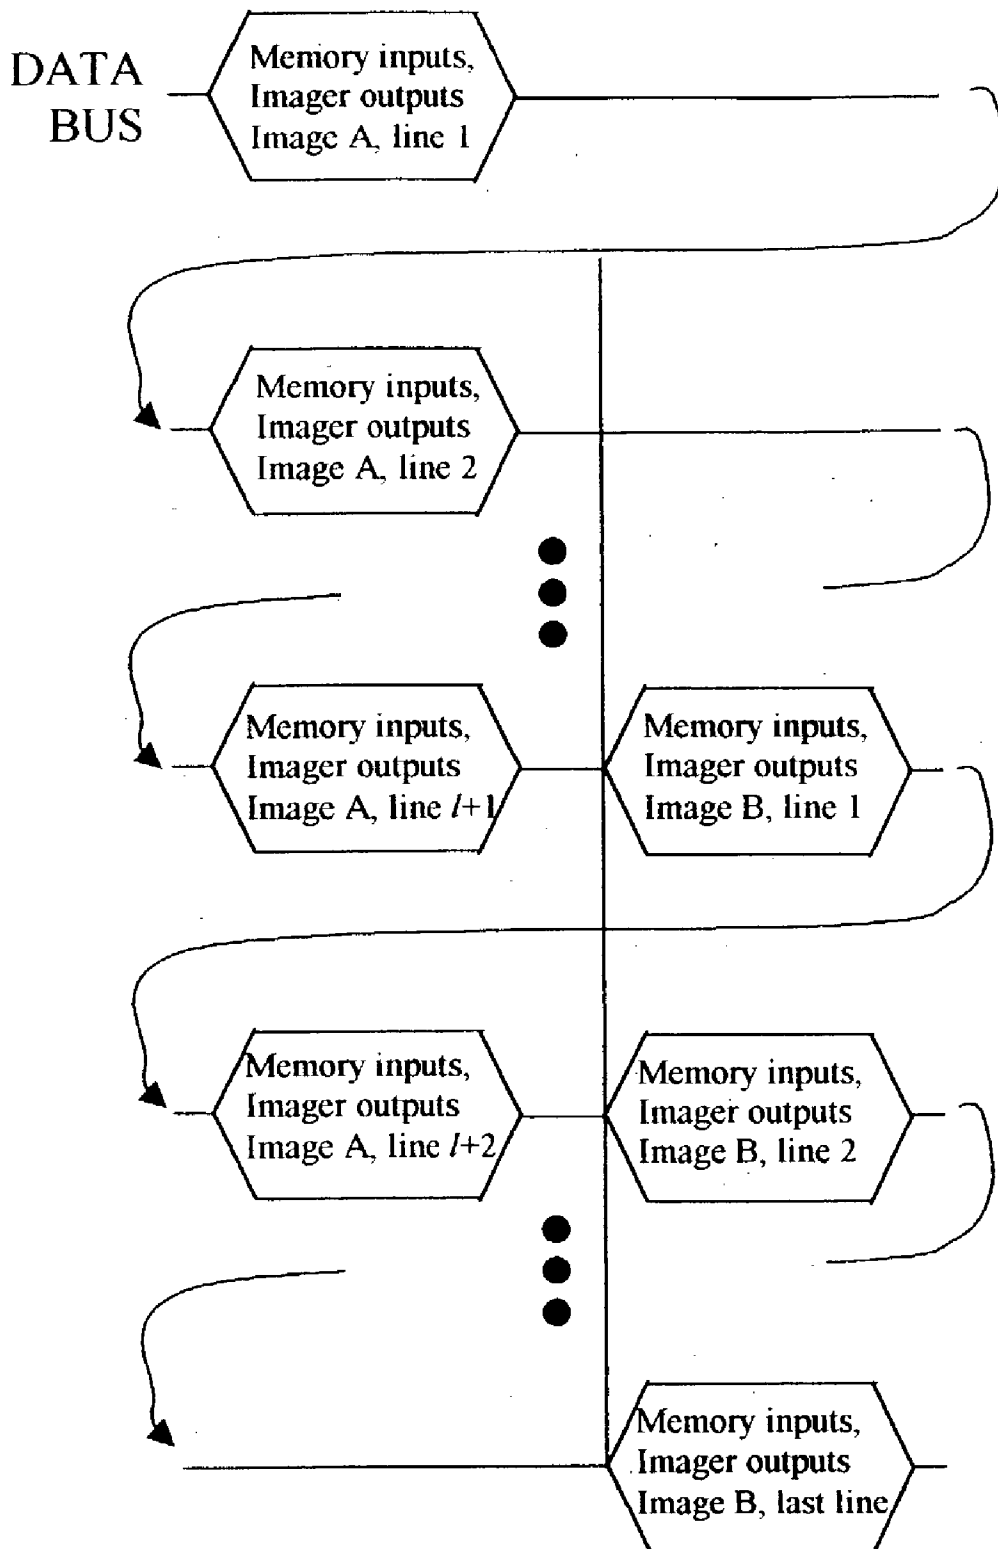 DATA
BUS
Memory inputs,
Imager outputs
Image A, line 1
Memory inputs,
Imager outputs
Image A, line 2
Memory inputs,
Imager outputs
Image A, line l+1
Memory inputs,
Imager outputs
Image B, line 1
Memory inputs,
Imager outputs
Image A, line l+2
Memory inputs,
Imager outputs
Image B, line 2
Memory inputs,
Imager outputs
Image B, last line